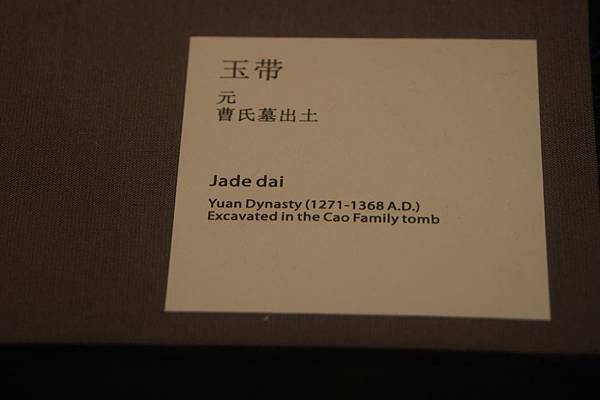 玉带
元
曹氏墓出土
Jade dai
Yuan Dynasty (1271-1368 A.D.)
Excavated in the Cao Family tomb